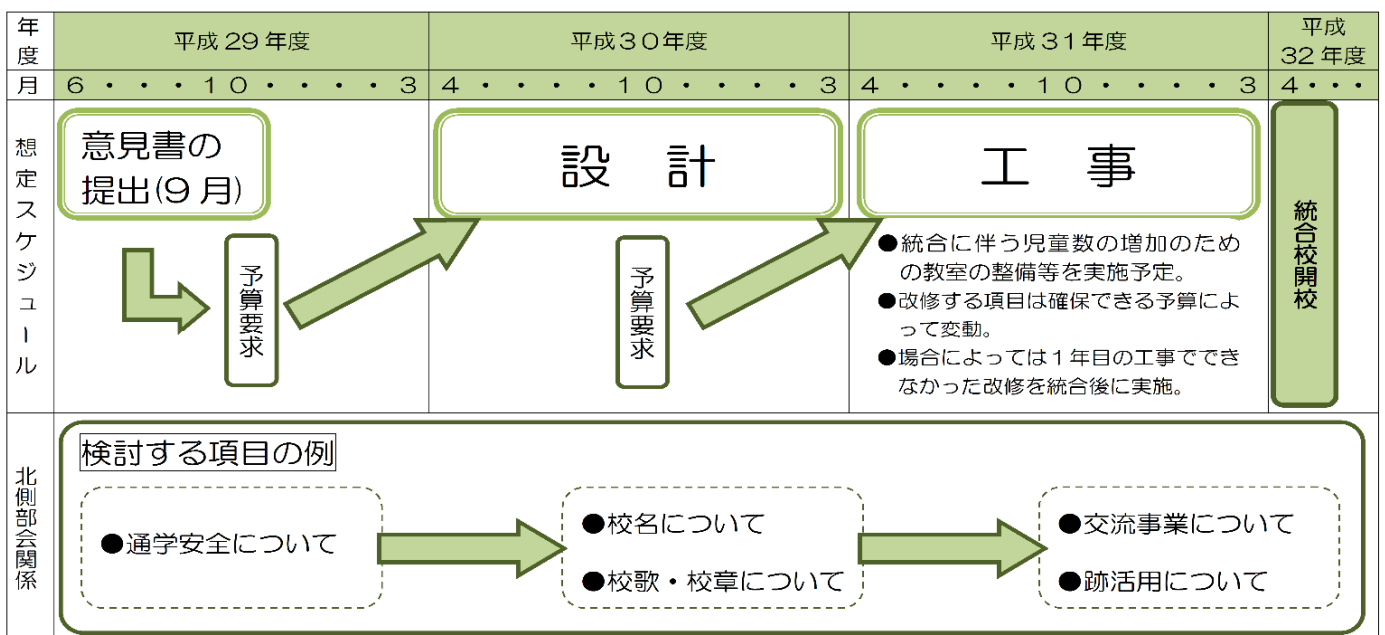 年度
平成 29 年度
平成３０年度
平成３１年度
平成
32 年度
月
６・・・１０・・・・３
４・・・・１０・・・・３
４・・・・１０・・・・３
４・・・
想定スケジュール
意見書の
提出(９月)
設　計
工　事
予算要求
予算要求
●統合に伴う児童数の増加のため
の教室の整備等を実施予定。
●改修する項目は確保できる予算によ
って変動。
●場合によっては１年目の工事ででき
なかった改修を統合後に実施。
統合校開校
北側部会関係
検討する項目の例
●通学安全について
●校名について
●校歌・校章について
●交流事業について
●跡活用について